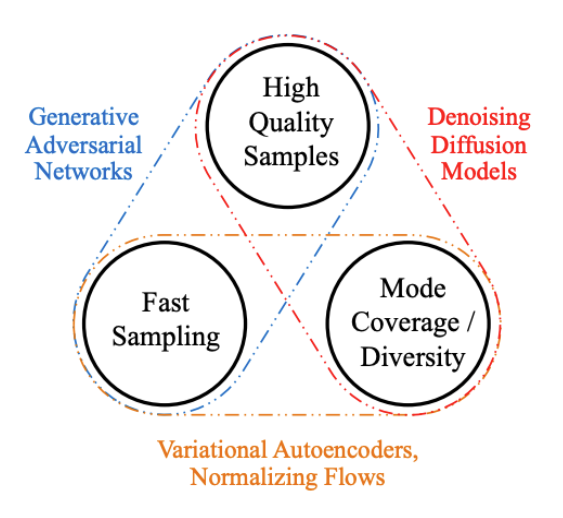 High
Quality
Samples
Generative
Adversarial
Networks
Denoising
Diffusion
Models
Fast
Sampling
Mode
Coverage /
Diversity
Variational Autoencoders,
Normalizing Flows